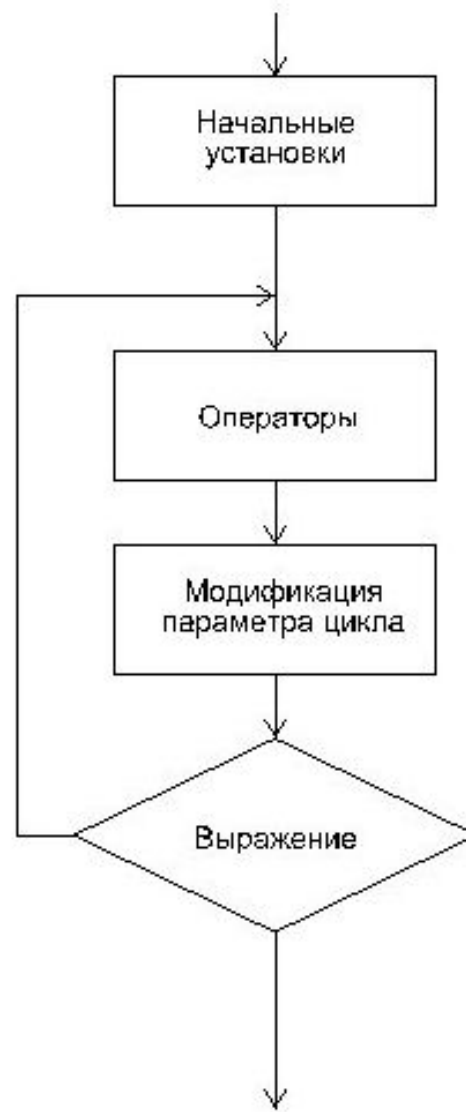 Начальные
установки
Операторы
Модификация
параметра цикла
Выражение